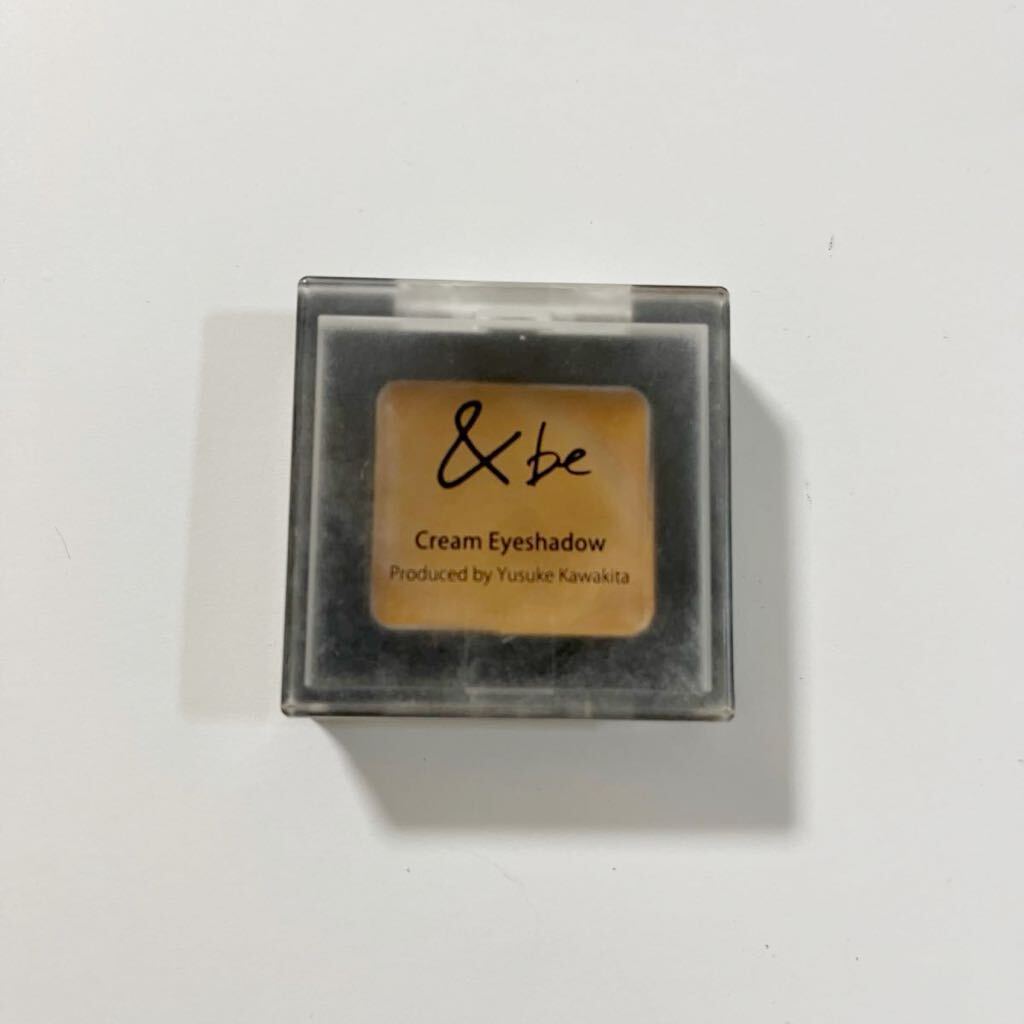 &be
Cream Eyeshadow
Produced by Yusuke Kawakita